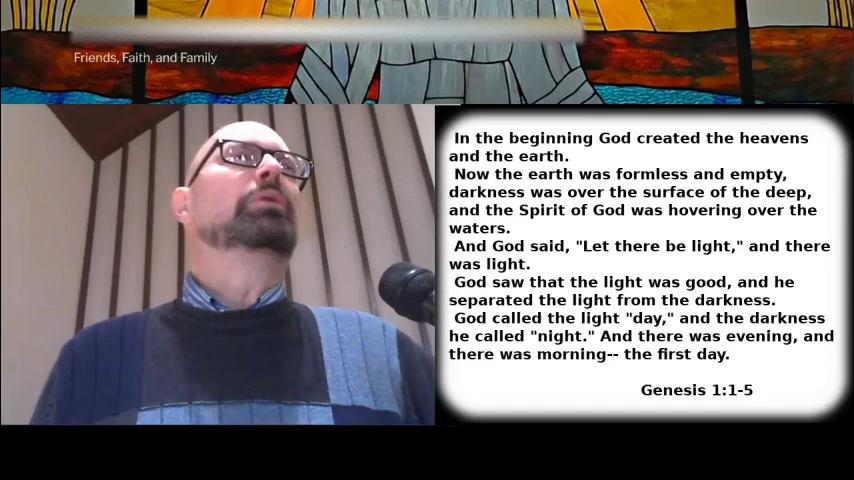 Friends, Faith, and Family
In the beginning God created the heavens
and the earth.
Now the earth was formless and empty,
darkness was over the surface of the deep,
and the Spirit of God was hovering over the
waters.
And God said, "Let there be light," and there
was light.
God saw that the light was good, and he
separated the light from the darkness.
God called the light "day," and the darkness
he called "night." And there was evening, and
there was morning-- the first day.
Genesis 1:1-5